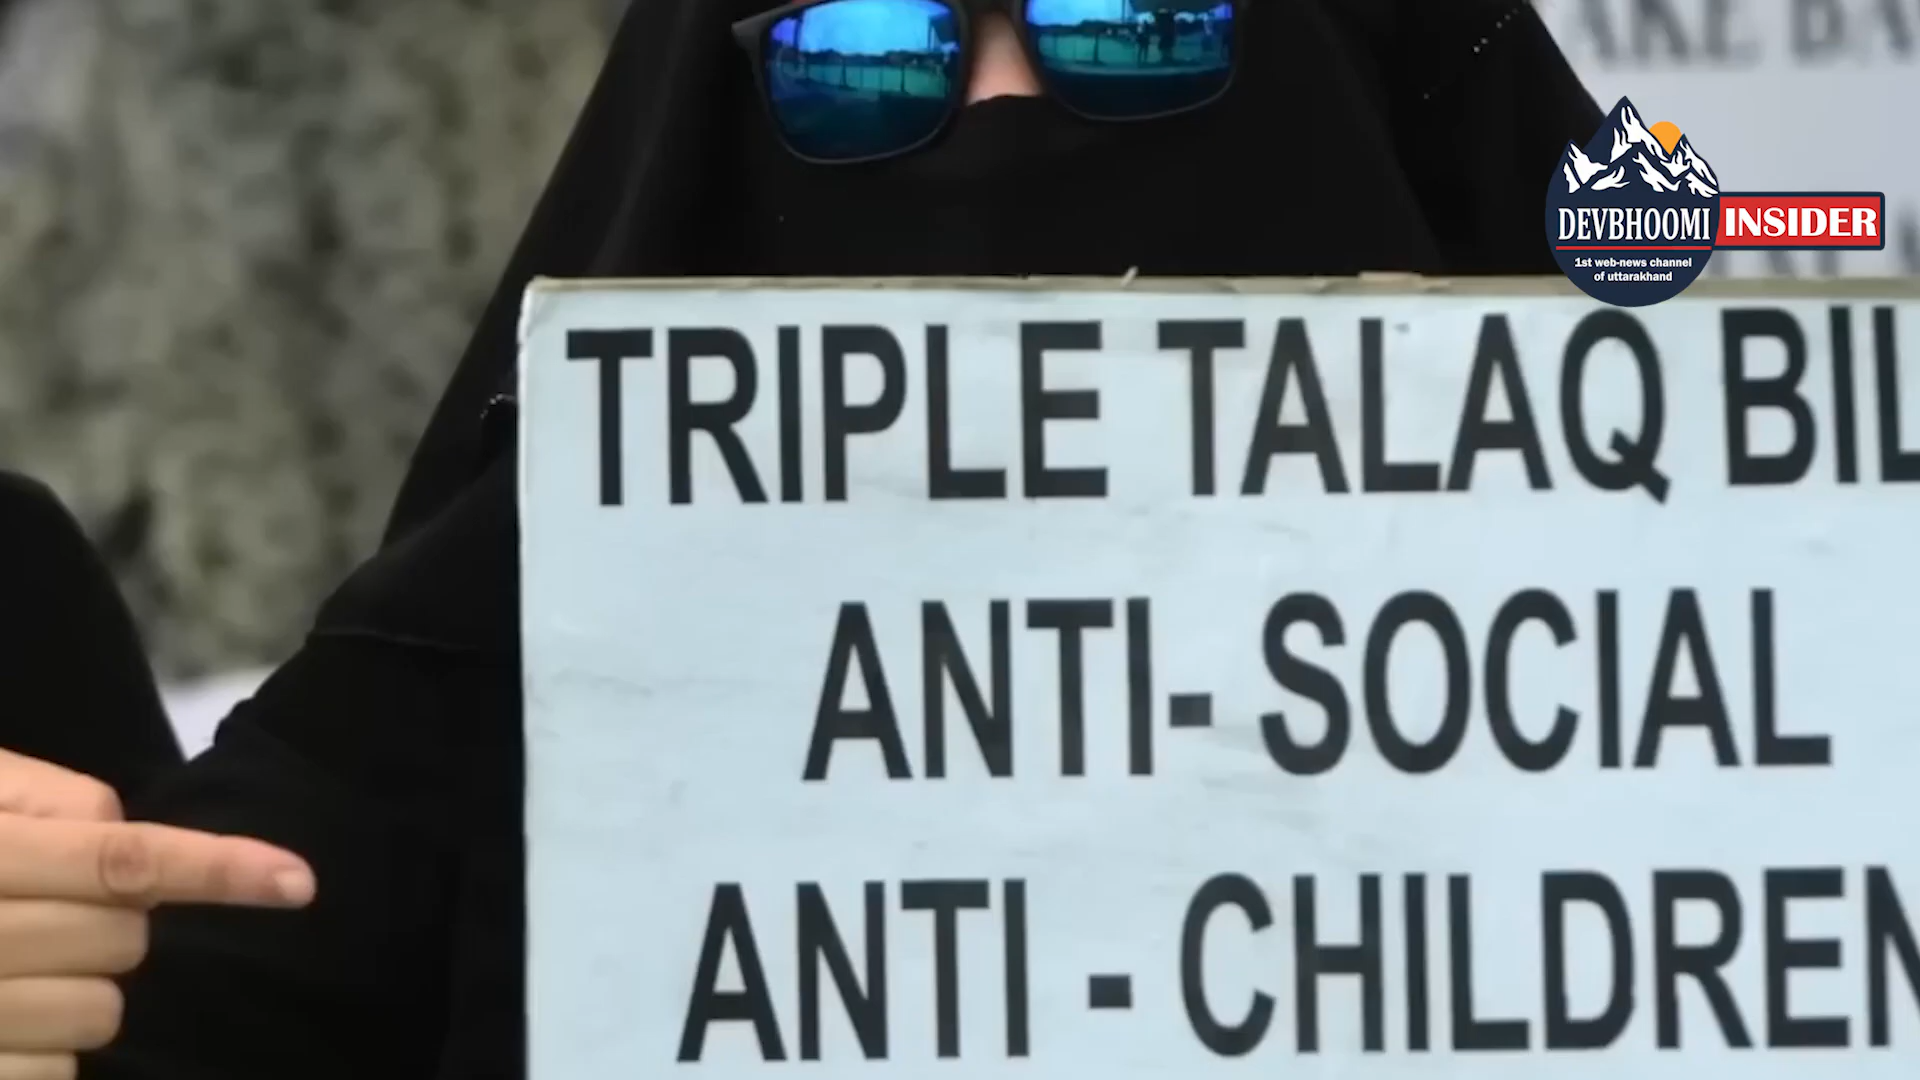 DEVBHOOMI INSIDER
1st web-news channel
of uttarakhand
TRIPLE TALAQ BIL
ANTI- SOCIAL
ANTI - CHILDREN